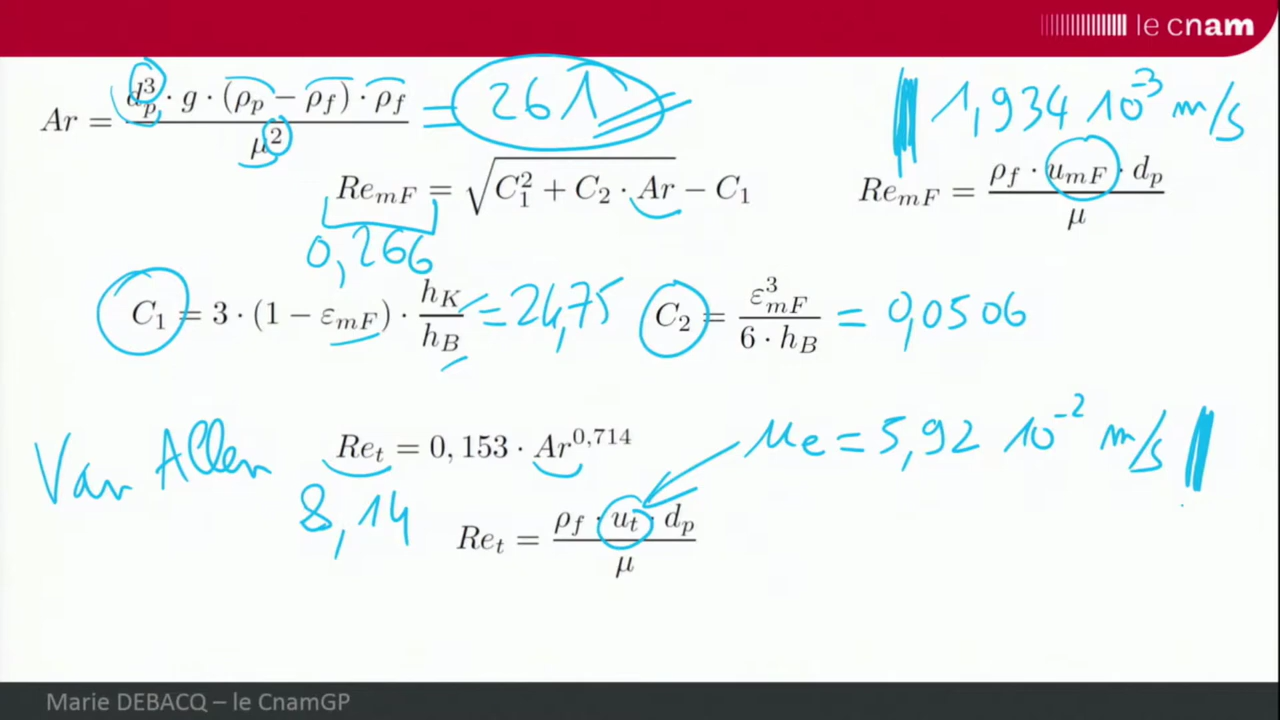 le cnam
Ar = d_p^3 · g · (ρ_p − ρ_f) · ρ_f / μ^2 = 261
1,934 10^-3 m/s
Re_mF = √(C_1^2 + C_2 · Ar) − C_1
Re_mF = ρ_f · u_mF · d_p / μ
0,266
C_1 = 3 · (1 − ε_mF) · h_K / h_B = 24,75
C_2 = ε_mF^3 / 6 · h_B = 0,0506
Van Allen
Re_t = 0, 153 · Ar^0,714
μe = 5,92 10^-2 m/s
8,14
Re_t = ρ_f · u_t · d_p / μ
Marie DEBACQ – le CnamGP